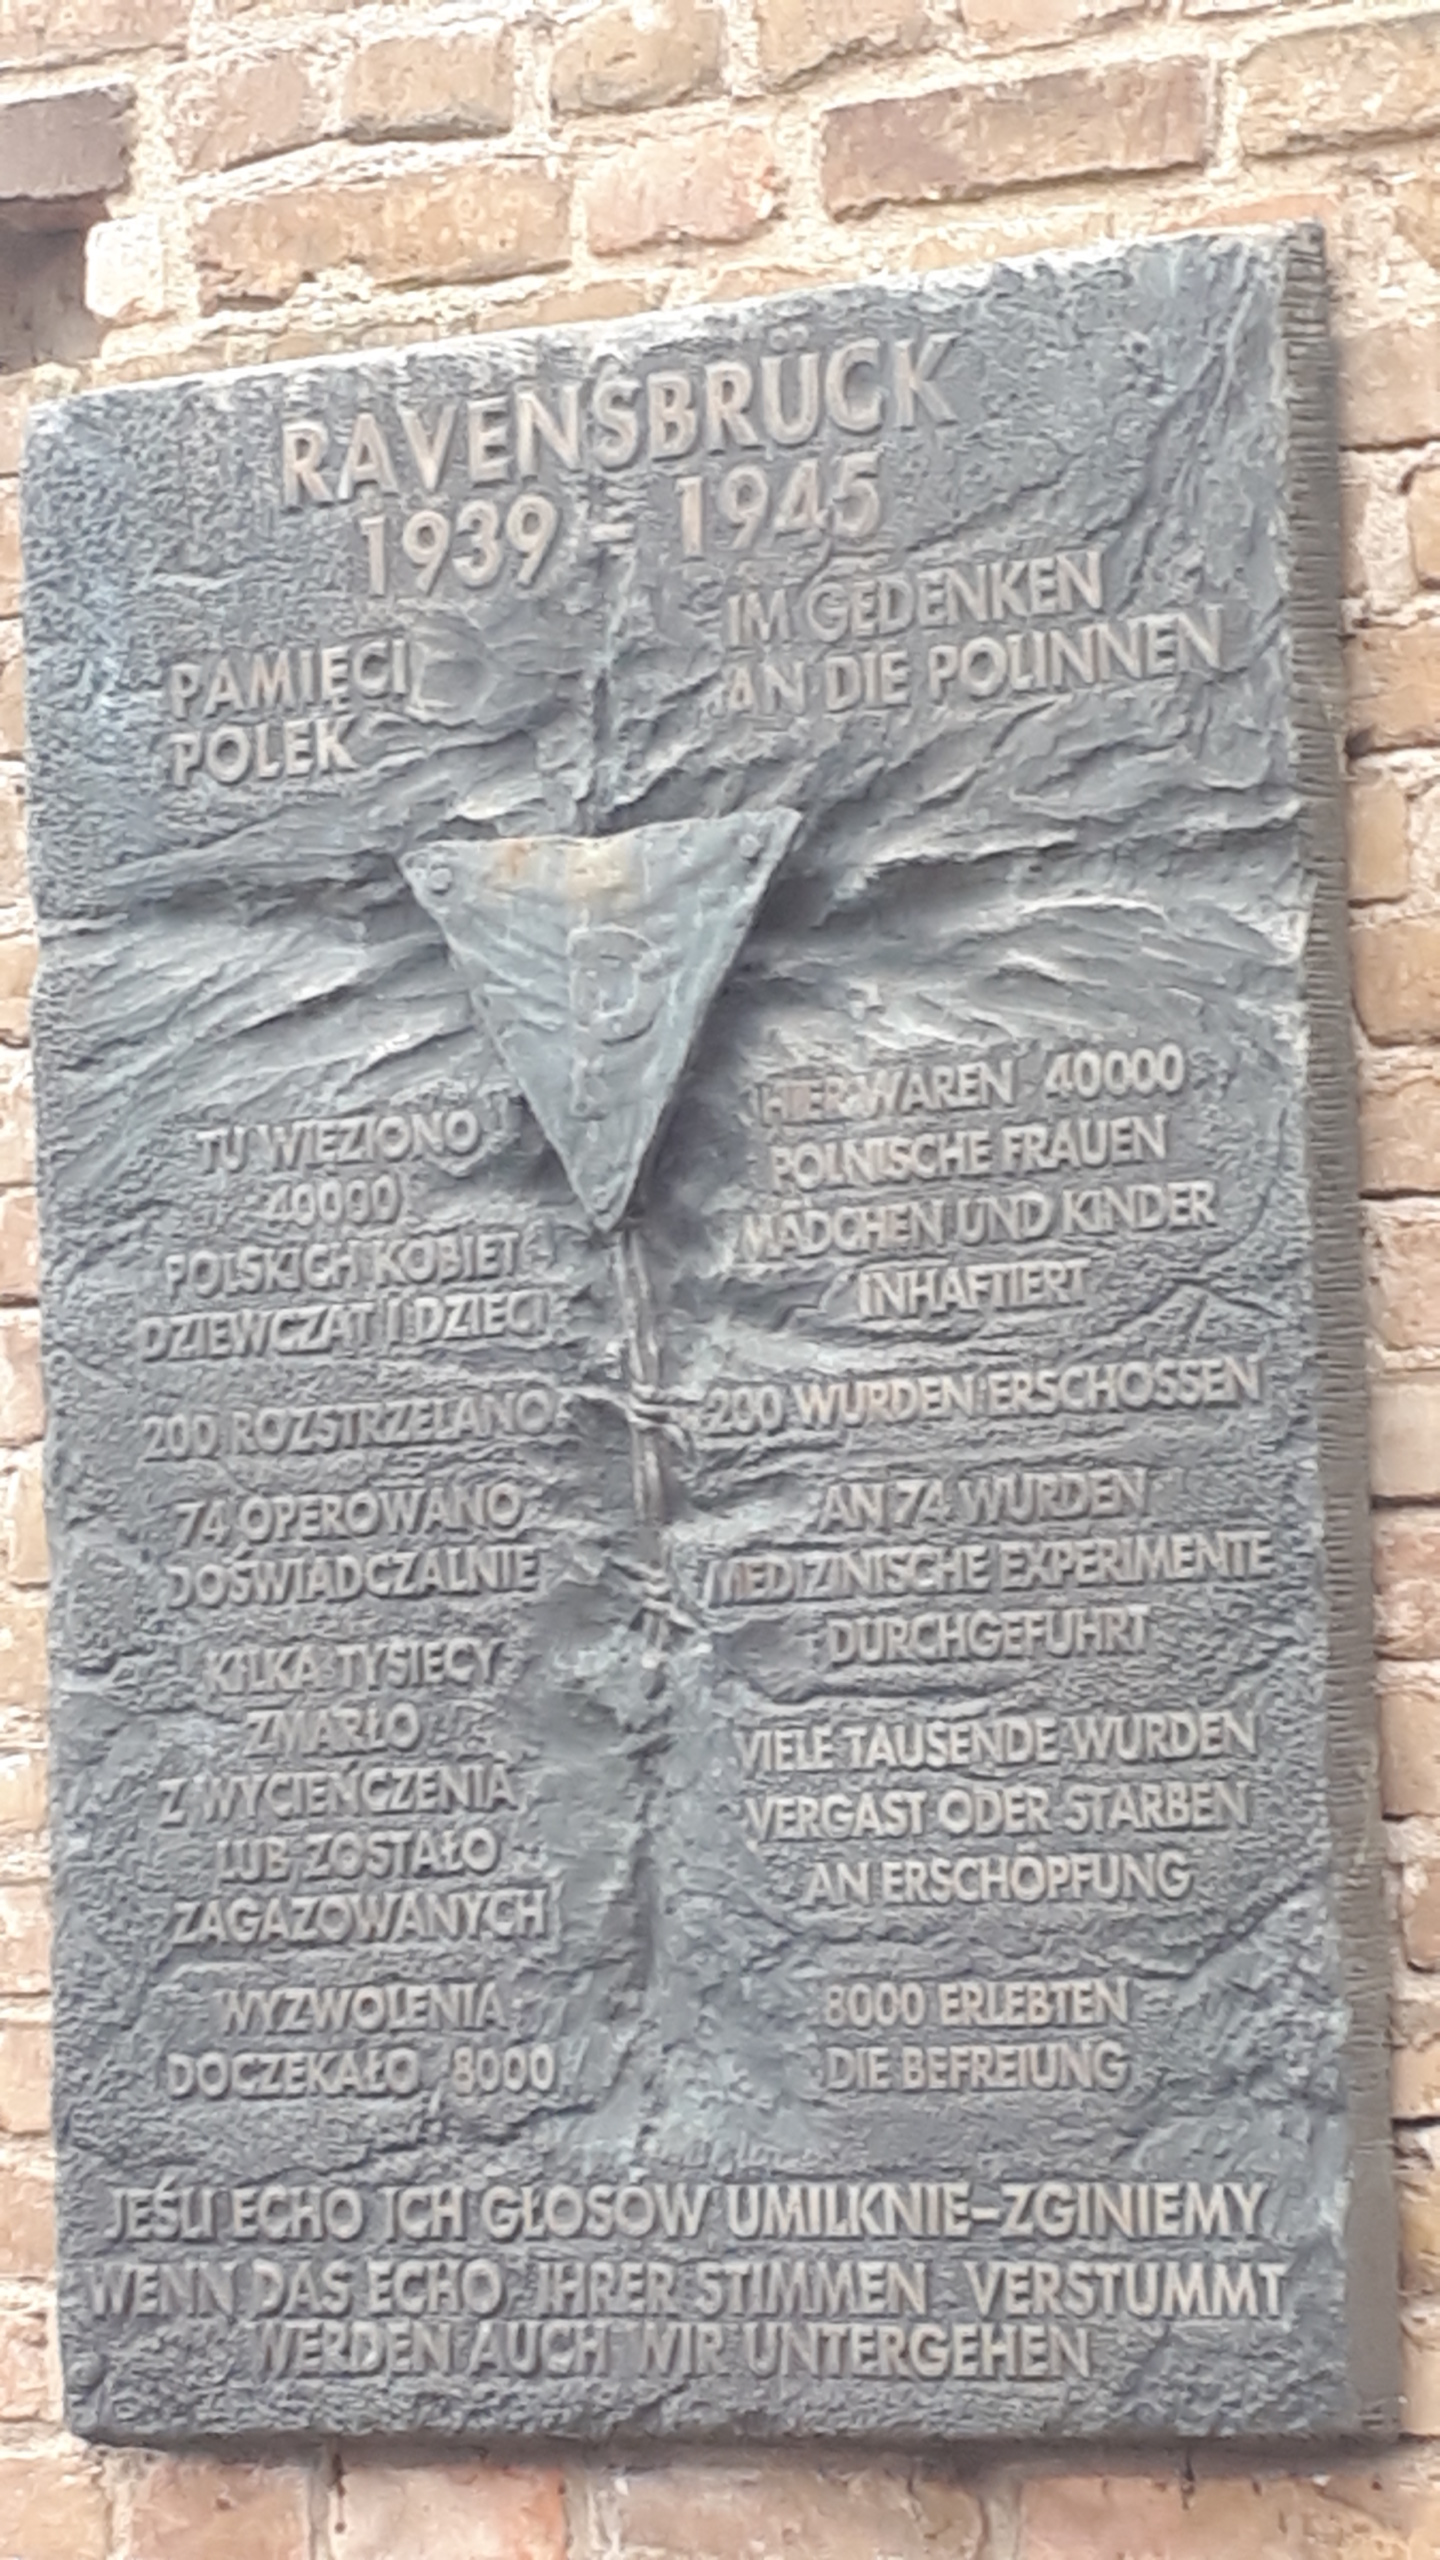 RAVENSBRÜCK
1939 – 1945
PAMIĘCI
POLEK
IM GEDENKEN
AN DIE POLINNEN
P
TU WIĘZIONO
40000
POLSKICH KOBIET
DZIEWCZĄT I DZIECI
200 ROZSTRZELANO
74 OPEROWANO
DOŚWIADCZALNIE
KILKA TYSIĘCY
ZMARŁO
Z WYCIEŃCZENIA
LUB ZOSTAŁO
ZAGAZOWANYCH
WYZWOLENIA
DOCZEKAŁO 8000
HIER WAREN 40000
POLNISCHE FRAUEN
MÄDCHEN UND KINDER
INHAFTIERT
200 WURDEN ERSCHOSSEN
AN 74 WURDEN
MEDIZINISCHE EXPERIMENTE
DURCHGEFÜHRT
VIELE TAUSENDE WURDEN
VERGAST ODER STARBEN
AN ERSCHÖPFUNG
8000 ERLEBTEN
DIE BEFREIUNG
JEŚLI ECHO ICH GŁOSÓW UMILKNIE–ZGINIEMY
WENN DAS ECHO IHRER STIMMEN VERSTUMMT
WERDEN AUCH WIR UNTERGEHEN